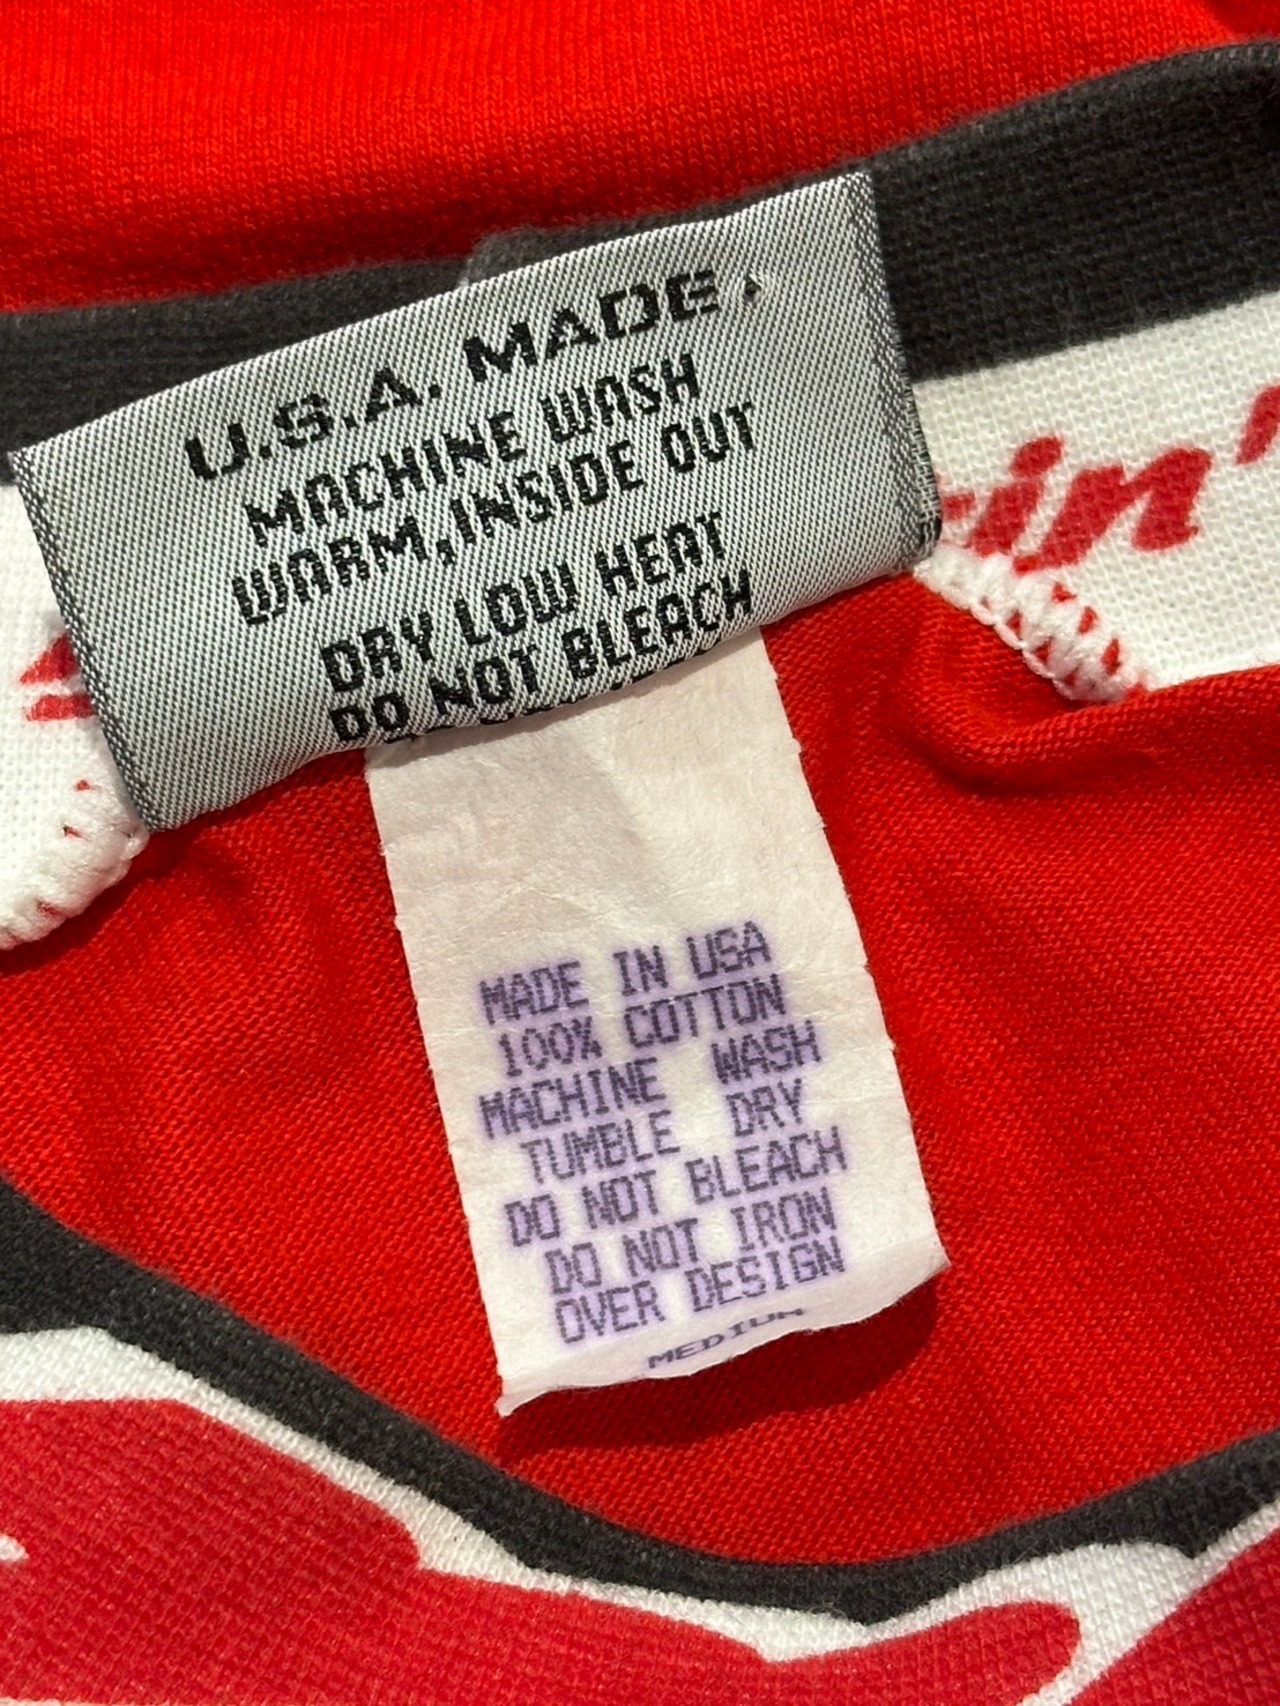 U.S.A. MADE
MACHINE WASH
WARM, INSIDE OUT
DRY LOW HEAT
DO NOT BLEACH
MADE IN USA
100% COTTON
MACHINE WASH
TUMBLE DRY
DO NOT BLEACH
DO NOT IRON
OVER DESIGN
MEDIUM